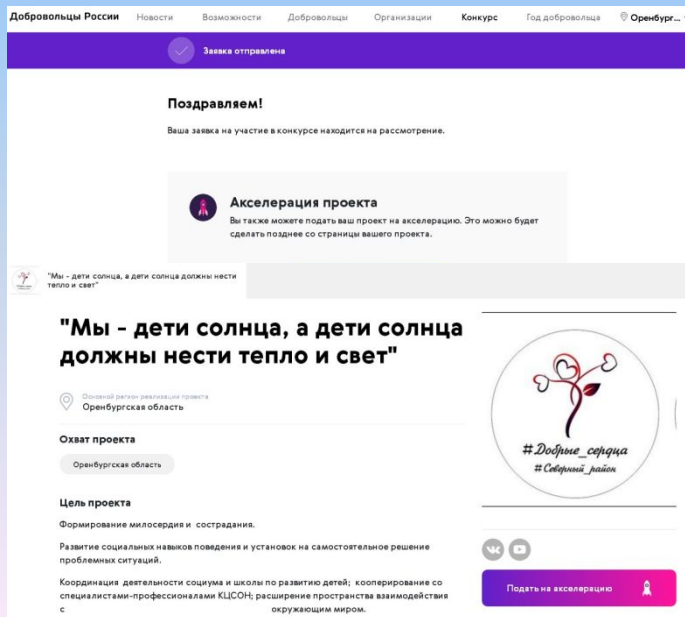 Добровольцы России Новости Возможности Добровольцы Организации Конкурс Год добровольца Оренбург...
Заявка отправлена
Поздравляем!
Ваша заявка на участие в конкурсе находится на рассмотрение.
Акселерация проекта
Вы также можете подать ваш проект на акселерацию. Это можно будет
сделать позднее со страницы вашего проекта.
"Мы - дети солнца, а дети солнца должны нести
тепло и свет"
"Мы - дети солнца, а дети солнца
должны нести тепло и свет"
Основной регион реализации проекта
Оренбургская область
Охват проекта
Оренбургская область
Цель проекта
Формирование милосердия и сострадания.
Развитие социальных навыков поведения и установок на самостоятельное решение
проблемных ситуаций.
Координация деятельности социума и школы по развитию детей; кооперирование со
специалистами-профессионалами КЦСОН; расширение пространства взаимодействия
с окружающим миром.
#Добрые_сердца
#Северный_район
Подать на акселерацию